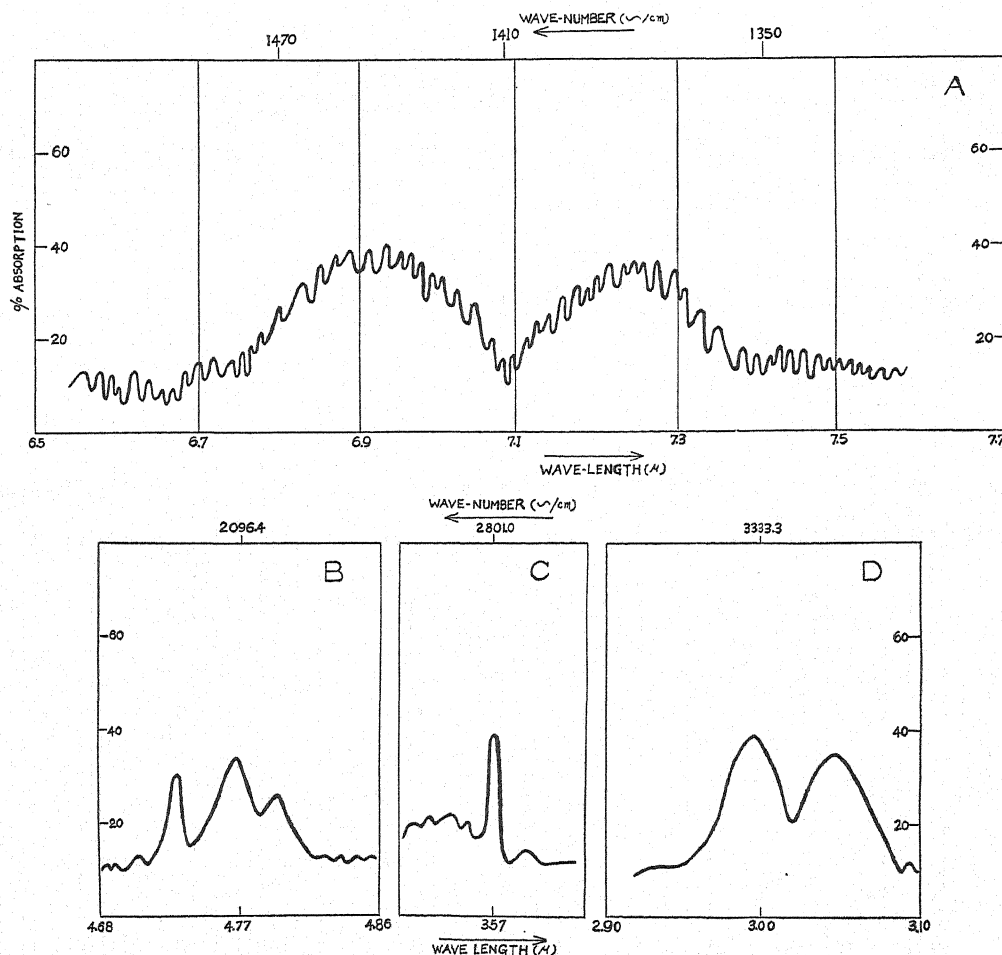 WAVE-NUMBER (~/cm)
1470 1410 1350
A
60 60
% ABSORPTION
40 40
20 20
6.5 6.7 6.9 7.1 7.3 7.5 7.7
WAVE-LENGTH (μ)
WAVE-NUMBER (~/cm)
2096.4 2801.0 3333.3
B C D
60 60
40 40
20 20
4.68 4.77 4.86 3.57 2.90 3.00 3.10
WAVE LENGTH (μ)